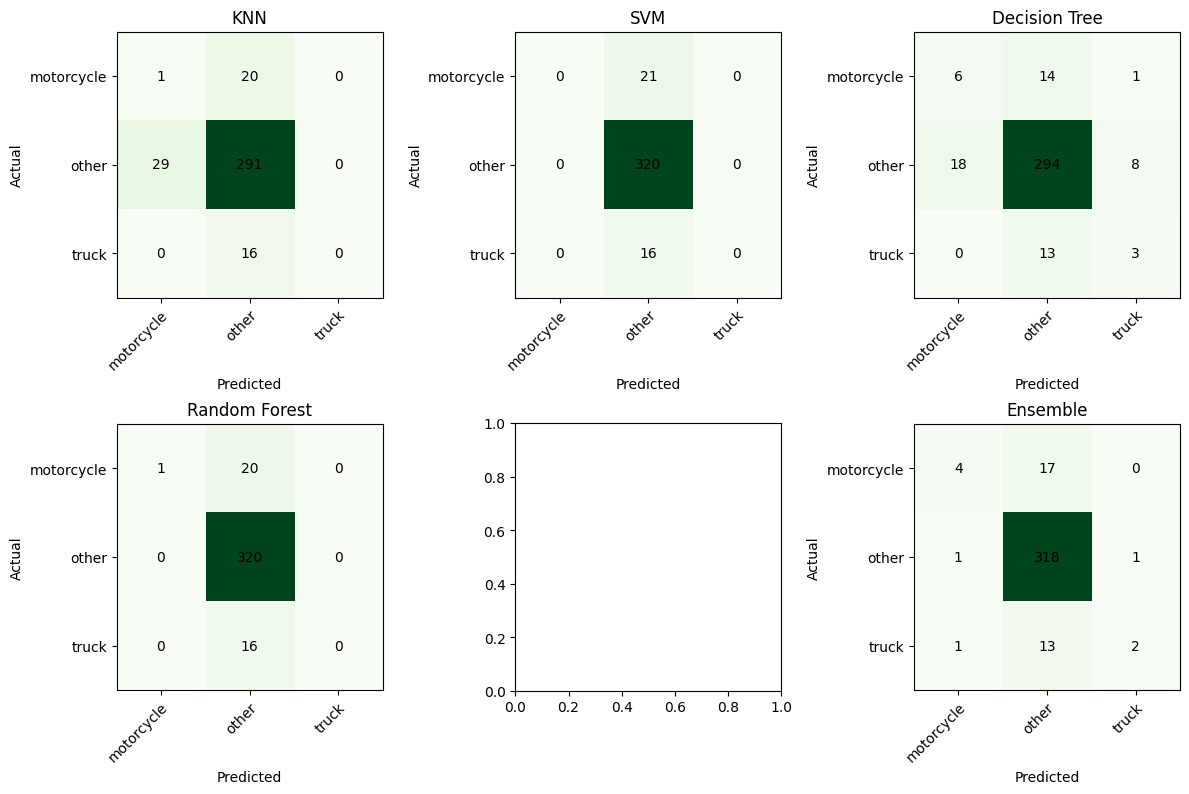 KNN
SVM
Decision Tree
motorcycle 1 20 0
motorcycle 0 21 0
motorcycle 6 14 1
Actual
Actual
Actual
other 29 291 0
other 0 320 0
other 18 294 8
truck 0 16 0
truck 0 16 0
truck 0 13 3
motorcycle other truck
motorcycle other truck
motorcycle other truck
Predicted
Predicted
Predicted
Random Forest
Ensemble
motorcycle 1 20 0
1.0
motorcycle 4 17 0
0.8
Actual
Actual
other 0 320 0
0.6
other 1 318 1
0.4
truck 0 16 0
0.2
truck 1 13 2
0.0
motorcycle other truck
0.0 0.2 0.4 0.6 0.8 1.0
motorcycle other truck
Predicted
Predicted